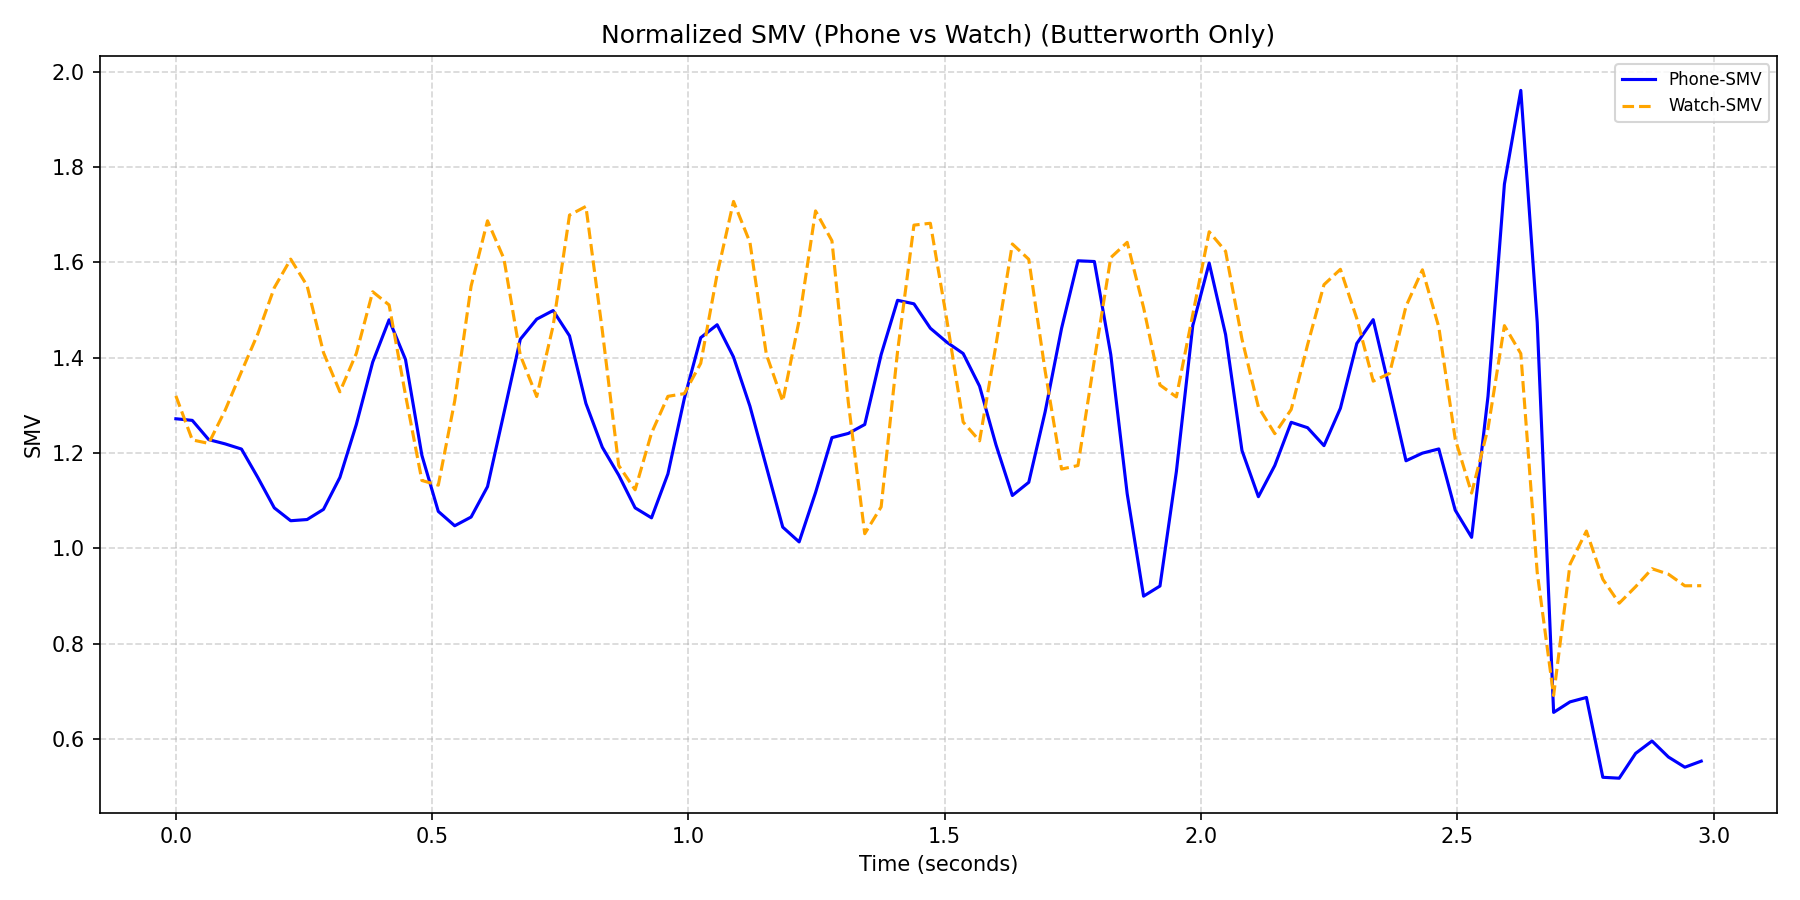 Normalized SMV (Phone vs Watch) (Butterworth Only)
Phone-SMV
Watch-SMV
SMV
2.0
1.8
1.6
1.4
1.2
1.0
0.8
0.6
0.0 0.5 1.0 1.5 2.0 2.5 3.0
Time (seconds)